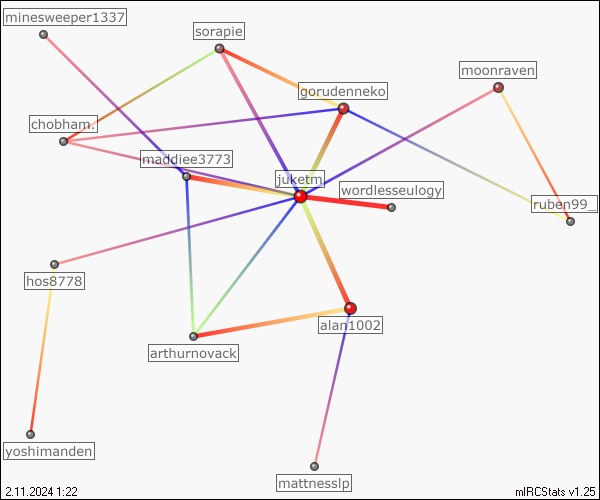 minesweeper1337
sorapie
moonraven
gorudenneko
chobham.
maddiee3773
juketm
wordlesseulogy
ruben99_
hos8778
alan1002
arthurnovack
yoshimanden
mattnesslp
2.11.2024 1:22
mIRCStats v1.25